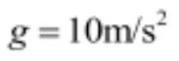 g = 10m/s²